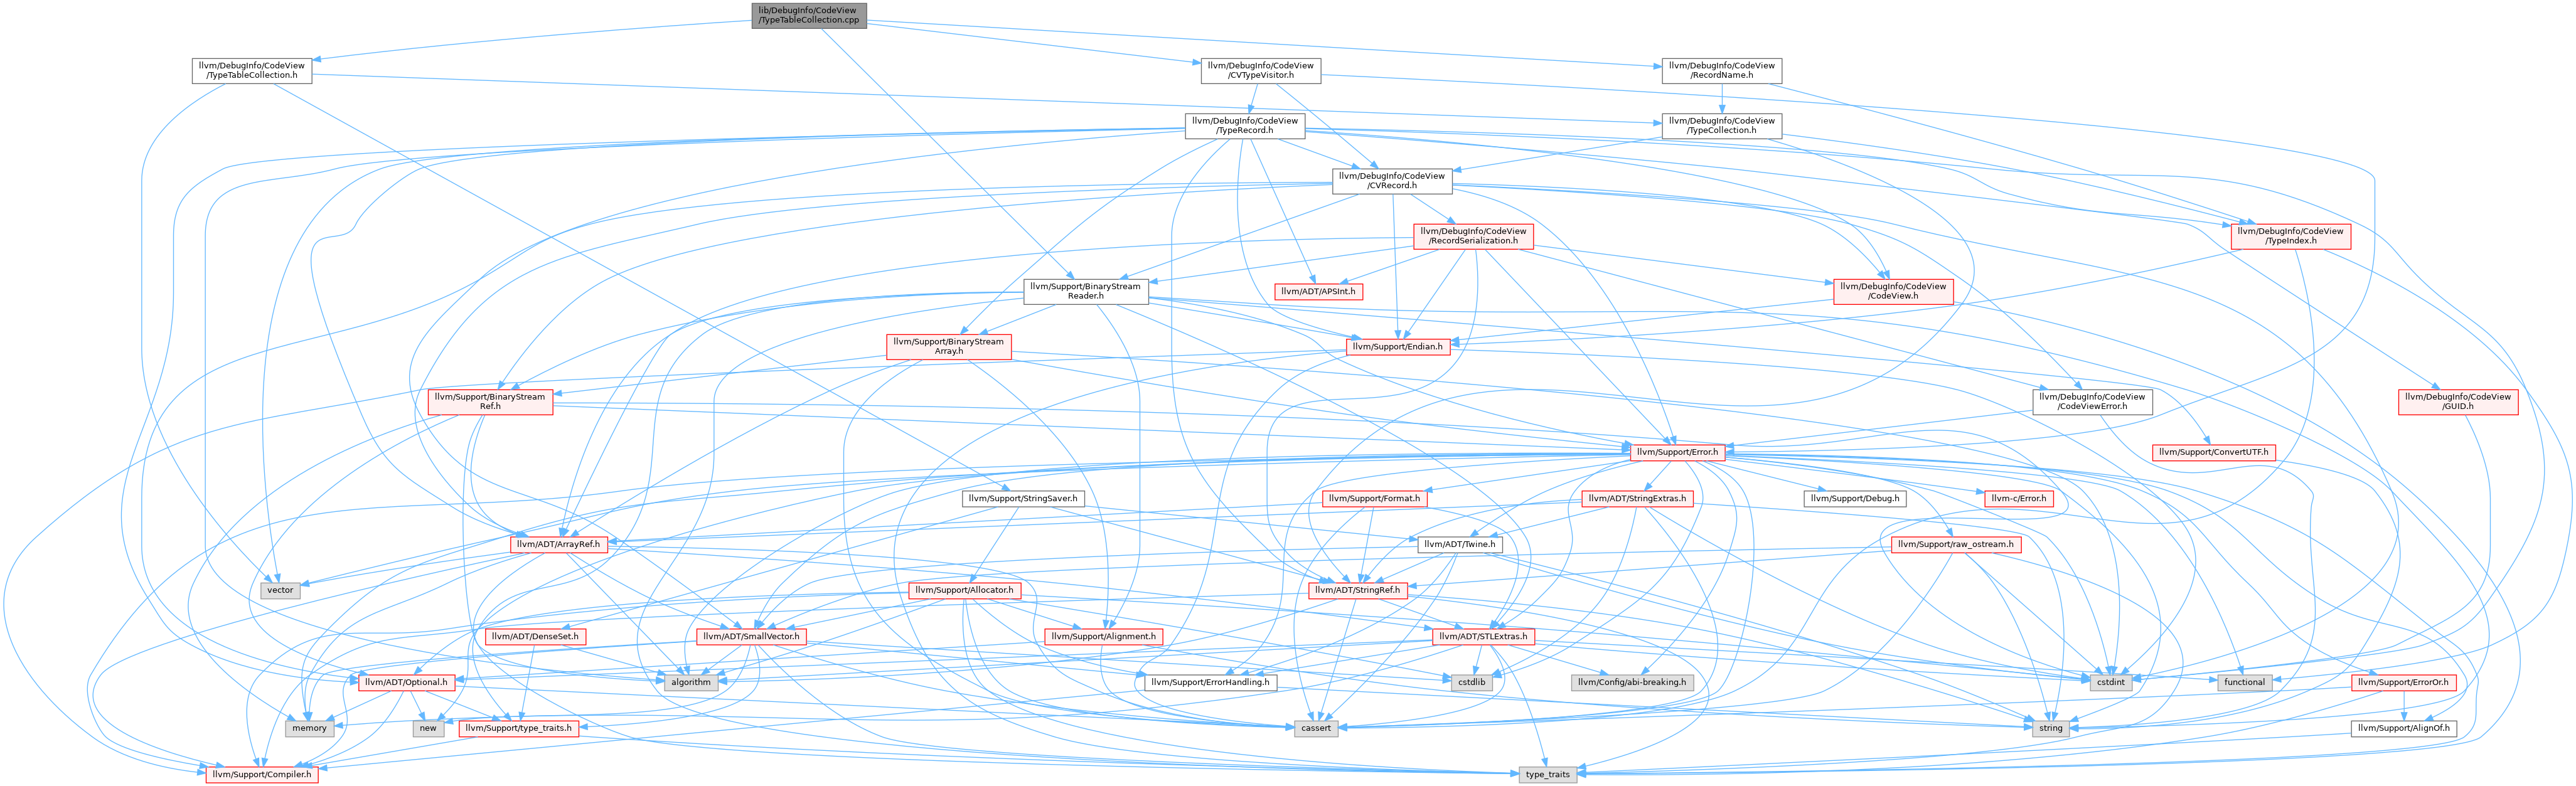 lib/DebugInfo/CodeView
/TypeTableCollection.cpp
llvm/DebugInfo/CodeView
/TypeTableCollection.h
llvm/DebugInfo/CodeView
/CVTypeVisitor.h
llvm/DebugInfo/CodeView
/RecordName.h
llvm/DebugInfo/CodeView
/TypeRecord.h
llvm/DebugInfo/CodeView
/TypeCollection.h
llvm/DebugInfo/CodeView
/CVRecord.h
llvm/DebugInfo/CodeView
/RecordSerialization.h
llvm/DebugInfo/CodeView
/TypeIndex.h
llvm/Support/BinaryStream
Reader.h
llvm/ADT/APSInt.h
llvm/DebugInfo/CodeView
/CodeView.h
llvm/Support/BinaryStream
Array.h
llvm/Support/Endian.h
llvm/Support/BinaryStream
Ref.h
llvm/DebugInfo/CodeView
/CodeViewError.h
llvm/DebugInfo/CodeView
/GUID.h
llvm/Support/Error.h
llvm/Support/ConvertUTF.h
llvm/Support/StringSaver.h
llvm/Support/Format.h
llvm/ADT/StringExtras.h
llvm/Support/Debug.h
llvm-c/Error.h
llvm/ADT/ArrayRef.h
llvm/ADT/Twine.h
llvm/Support/raw_ostream.h
vector
llvm/Support/Allocator.h
llvm/ADT/StringRef.h
llvm/ADT/DenseSet.h
llvm/ADT/SmallVector.h
llvm/Support/Alignment.h
llvm/ADT/STLExtras.h
llvm/ADT/Optional.h
algorithm
llvm/Support/ErrorHandling.h
cstdlib
llvm/Config/abi-breaking.h
cstdint
functional
llvm/Support/ErrorOr.h
memory
new
llvm/Support/type_traits.h
cassert
string
llvm/Support/AlignOf.h
llvm/Support/Compiler.h
type_traits